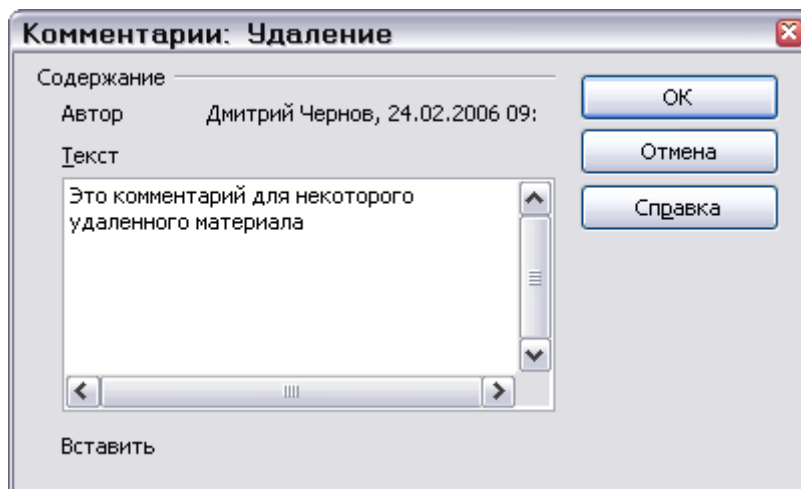 Комментарии: Удаление
Содержание
Автор Дмитрий Чернов, 24.02.2006 09:
Текст
Это комментарий для некоторого
удаленного материала
Вставить
ОК
Отмена
Справка